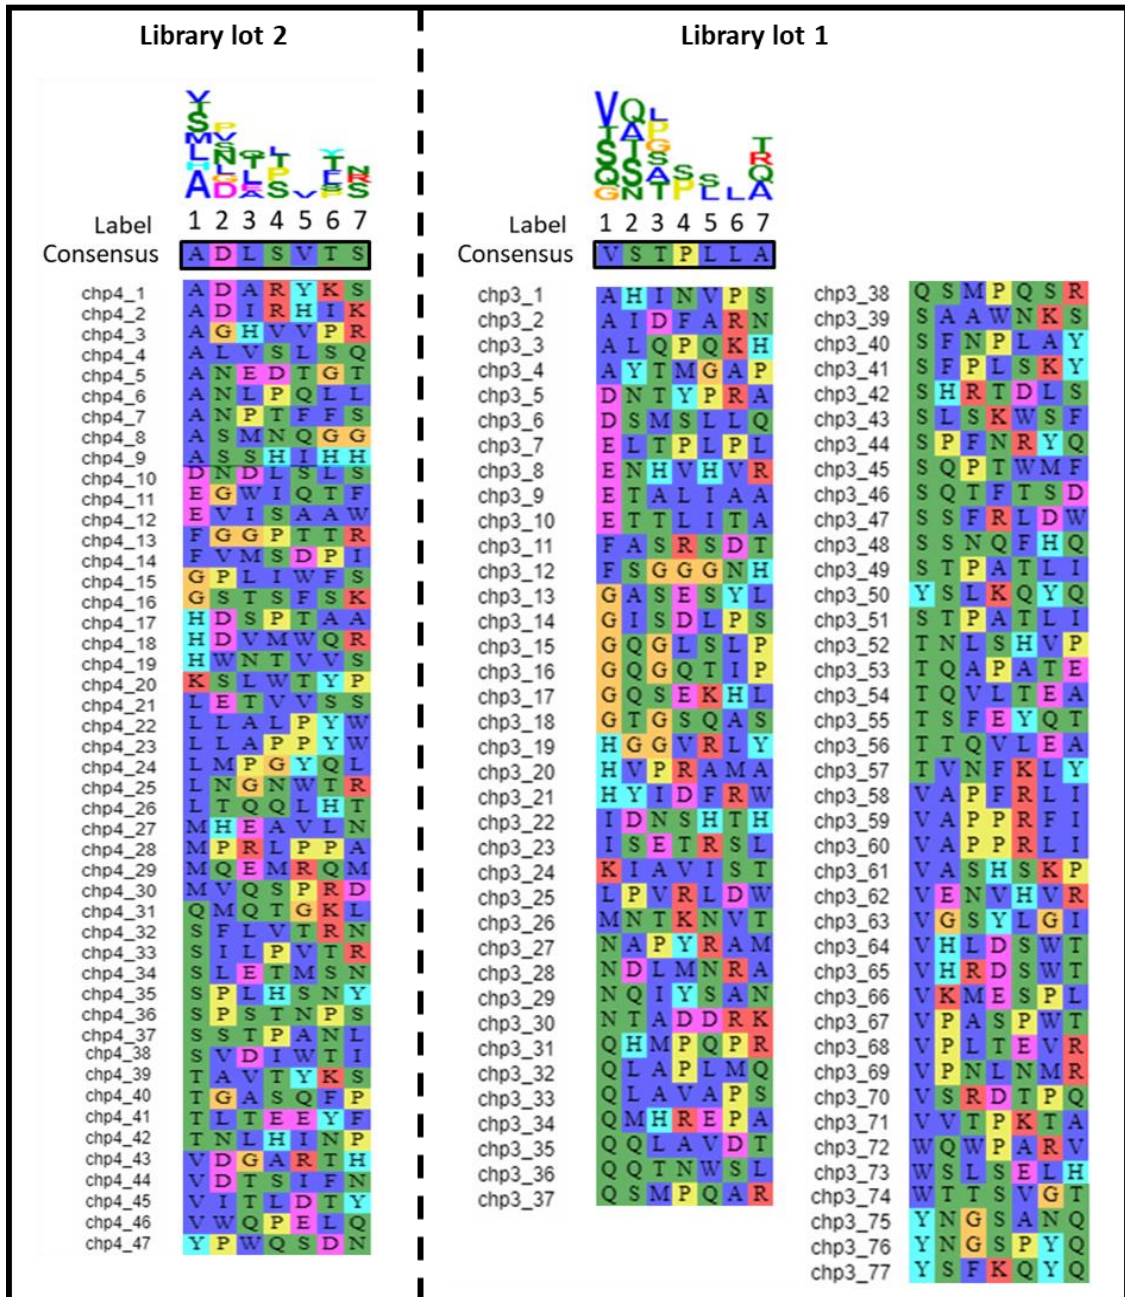 Library lot 2
Label 1 2 3 4 5 6 7
Consensus A D L S V T S
chp4_1 A D A R Y K S
chp4_2 A D I R H I K
chp4_3 A G H V V P R
chp4_4 A L V S L S Q
chp4_5 A N E D T G T
chp4_6 A N L P Q L L
chp4_7 A N P T F F S
chp4_8 A S M N Q G G
chp4_9 A S S H I H H
chp4_10 D N D L S L S
chp4_11 E G W I Q T F
chp4_12 E V I S A A W
chp4_13 F G G P T T R
chp4_14 F V M S D P I
chp4_15 G P L I W F S
chp4_16 G S T S F S K
chp4_17 H D S P T A A
chp4_18 H D V M W Q R
chp4_19 H W N T V V S
chp4_20 K S L W T Y P
chp4_21 L E T V V S S
chp4_22 L L A L P Y W
chp4_23 L L A P P Y W
chp4_24 L M P G Y Q L
chp4_25 L N G N W T R
chp4_26 L T Q Q L H T
chp4_27 M H E A V L N
chp4_28 M P R L P P A
chp4_29 M Q E M R Q M
chp4_30 M V Q S P R D
chp4_31 Q M Q T G K L
chp4_32 S F L V T R N
chp4_33 S I L P V T R
chp4_34 S L E T M S N
chp4_35 S P L H S N Y
chp4_36 S P S T N P S
chp4_37 S S T P A N L
chp4_38 S V D I W T I
chp4_39 T A V T Y K S
chp4_40 T G A S Q F P
chp4_41 T L T E E Y F
chp4_42 T N L H I N P
chp4_43 V D G A R T H
chp4_44 V D T S I F N
chp4_45 V I T L D T Y
chp4_46 V W Q P E L Q
chp4_47 Y P W Q S D N
Library lot 1
Label 1 2 3 4 5 6 7
Consensus V S T P L L A
chp3_1 A H I N V P S
chp3_2 A I D F A R N
chp3_3 A L Q P Q K H
chp3_4 A Y T M G A P
chp3_5 D N T Y P R A
chp3_6 D S M S L L Q
chp3_7 E L T P L P L
chp3_8 E N H V H V R
chp3_9 E T A L I A A
chp3_10 E T T L I T A
chp3_11 F A S R S D T
chp3_12 F S G G G N H
chp3_13 G A S E S Y L
chp3_14 G I S D L P S
chp3_15 G Q G L S L P
chp3_16 G Q G Q T I P
chp3_17 G Q S E K H L
chp3_18 G T G S Q A S
chp3_19 H G G V R L Y
chp3_20 H V P R A M A
chp3_21 H Y I D F R W
chp3_22 I D N S H T H
chp3_23 I S E T R S L
chp3_24 K I A V I S T
chp3_25 L P V R L D W
chp3_26 M N T K N V T
chp3_27 N A P Y R A M
chp3_28 N D L M N R A
chp3_29 N Q I Y S A N
chp3_30 N T A D D R K
chp3_31 Q H M P Q P R
chp3_32 Q L A P L M Q
chp3_33 Q L A V A P S
chp3_34 Q M H R E P A
chp3_35 Q Q L A V D T
chp3_36 Q Q T N W S L
chp3_37 Q S M P Q A R
chp3_38 Q S M P Q S R
chp3_39 S A A W N K S
chp3_40 S F N P L A Y
chp3_41 S F P L S K Y
chp3_42 S H R T D L S
chp3_43 S L S K W S F
chp3_44 S P F N R Y Q
chp3_45 S Q P T W M F
chp3_46 S Q T F T S D
chp3_47 S S F R L D W
chp3_48 S S N Q F H Q
chp3_49 S T P A T L I
chp3_50 Y S L K Q Y Q
chp3_51 S T P A T L I
chp3_52 T N L S H V P
chp3_53 T Q A P A T E
chp3_54 T Q V L T E A
chp3_55 T S F E Y Q T
chp3_56 T T Q V L E A
chp3_57 T V N F K L Y
chp3_58 V A P F R L I
chp3_59 V A P P R F I
chp3_60 V A P P R L I
chp3_61 V A S H S K P
chp3_62 V E N V H V R
chp3_63 V G S Y L G I
chp3_64 V H L D S W T
chp3_65 V H R D S W T
chp3_66 V K M E S P L
chp3_67 V P A S P W T
chp3_68 V P L T E V R
chp3_69 V P N L N M R
chp3_70 V S R D T P Q
chp3_71 V V T P K T A
chp3_72 W Q W P A R V
chp3_73 W S L S E L H
chp3_74 W T T S V G T
chp3_75 Y N G S A N Q
chp3_76 Y N G S P Y Q
chp3_77 Y S F K Q Y Q